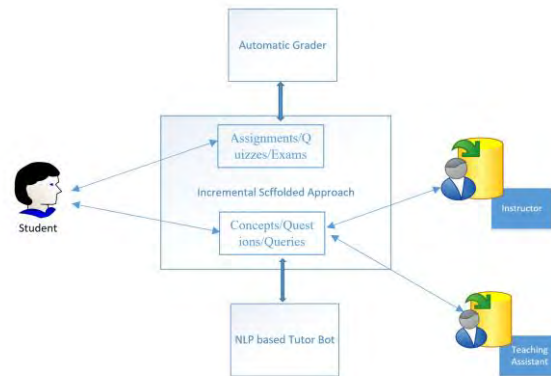 Automatic Grader
Assignments/Q
uizzes/Exams
Incremental Scffolded Approach
Student
Concepts/Quest
ions/Queries
Instructor
NLP based Tutor Bot
Teaching
Assistant